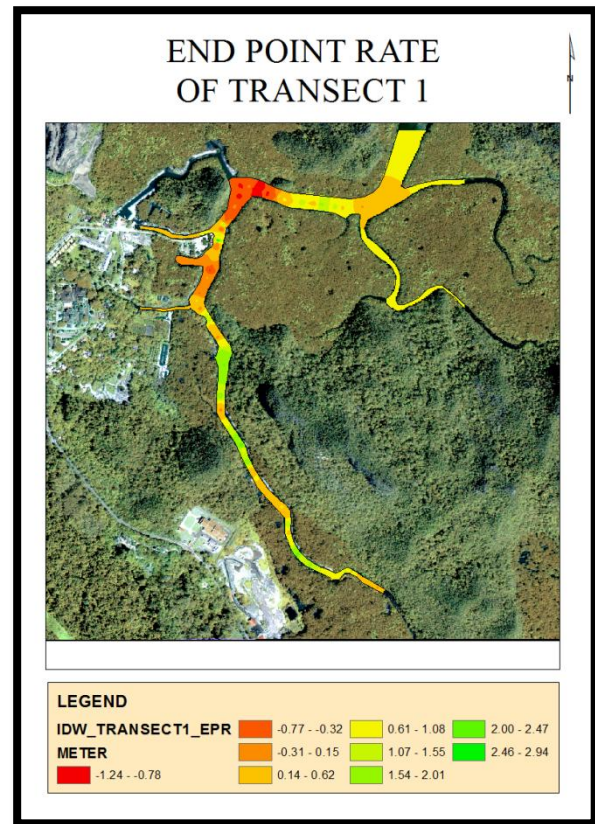 END POINT RATE
OF TRANSECT 1
N
LEGEND
IDW_TRANSECT1_EPR
METER
-1.24 - -0.78
-0.77 - -0.32
-0.31 - 0.15
0.14 - 0.62
0.61 - 1.08
1.07 - 1.55
1.54 - 2.01
2.00 - 2.47
2.46 - 2.94